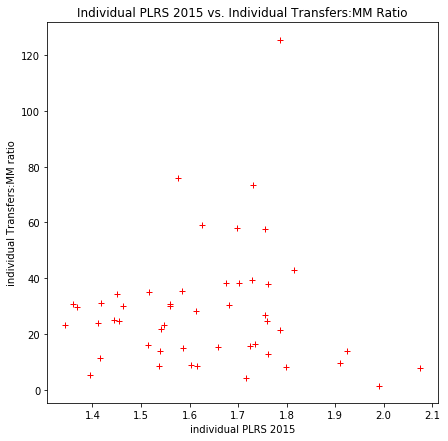 Individual PLRS 2015 vs. Individual Transfers:MM Ratio
individual Transfers:MM ratio
120
100
80
60
40
20
0
1.4 1.5 1.6 1.7 1.8 1.9 2.0 2.1
individual PLRS 2015